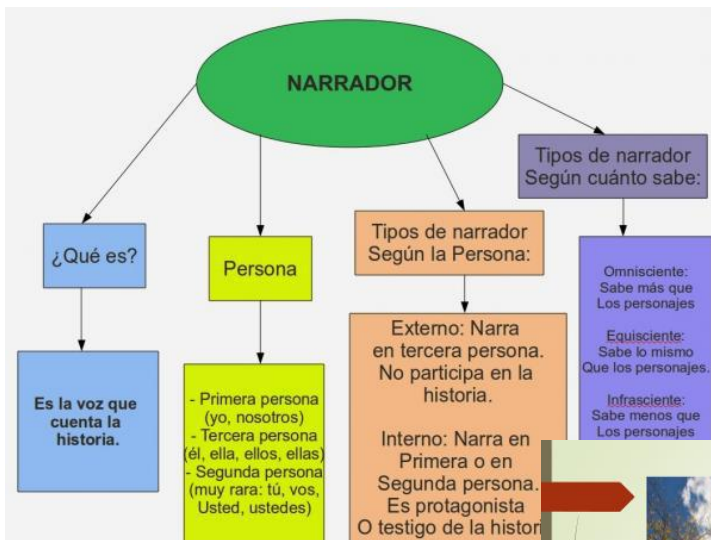 NARRADOR
¿Qué es?
Es la voz que
cuenta la
historia.
Persona
- Primera persona
(yo, nosotros)
- Tercera persona
(él, ella, ellos, ellas)
- Segunda persona
(muy rara: tú, vos,
Usted, ustedes)
Tipos de narrador
Según la Persona:
Externo: Narra
en tercera persona.
No participa en la
historia.
Interno: Narra en
Primera o en
Segunda persona.
Es protagonista
O testigo de la histori
Tipos de narrador
Según cuánto sabe:
Omnisciente:
Sabe más que
Los personajes
Equisciente:
Sabe lo mismo
Que los personajes.
Infrasciente:
Sabe menos que
Los personajes